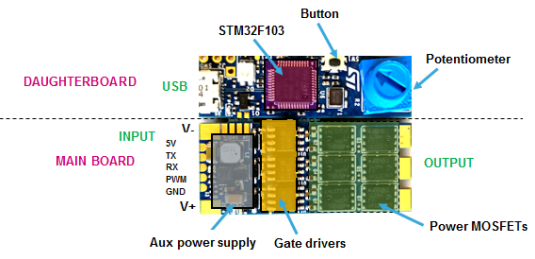 Button
STM32F103
Potentiometer
DAUGHTERBOARD
USB
INPUT
V-
MAIN BOARD
5V
TX
RX
PWM
GND
V+
OUTPUT
Power MOSFETs
Aux power supply
Gate drivers